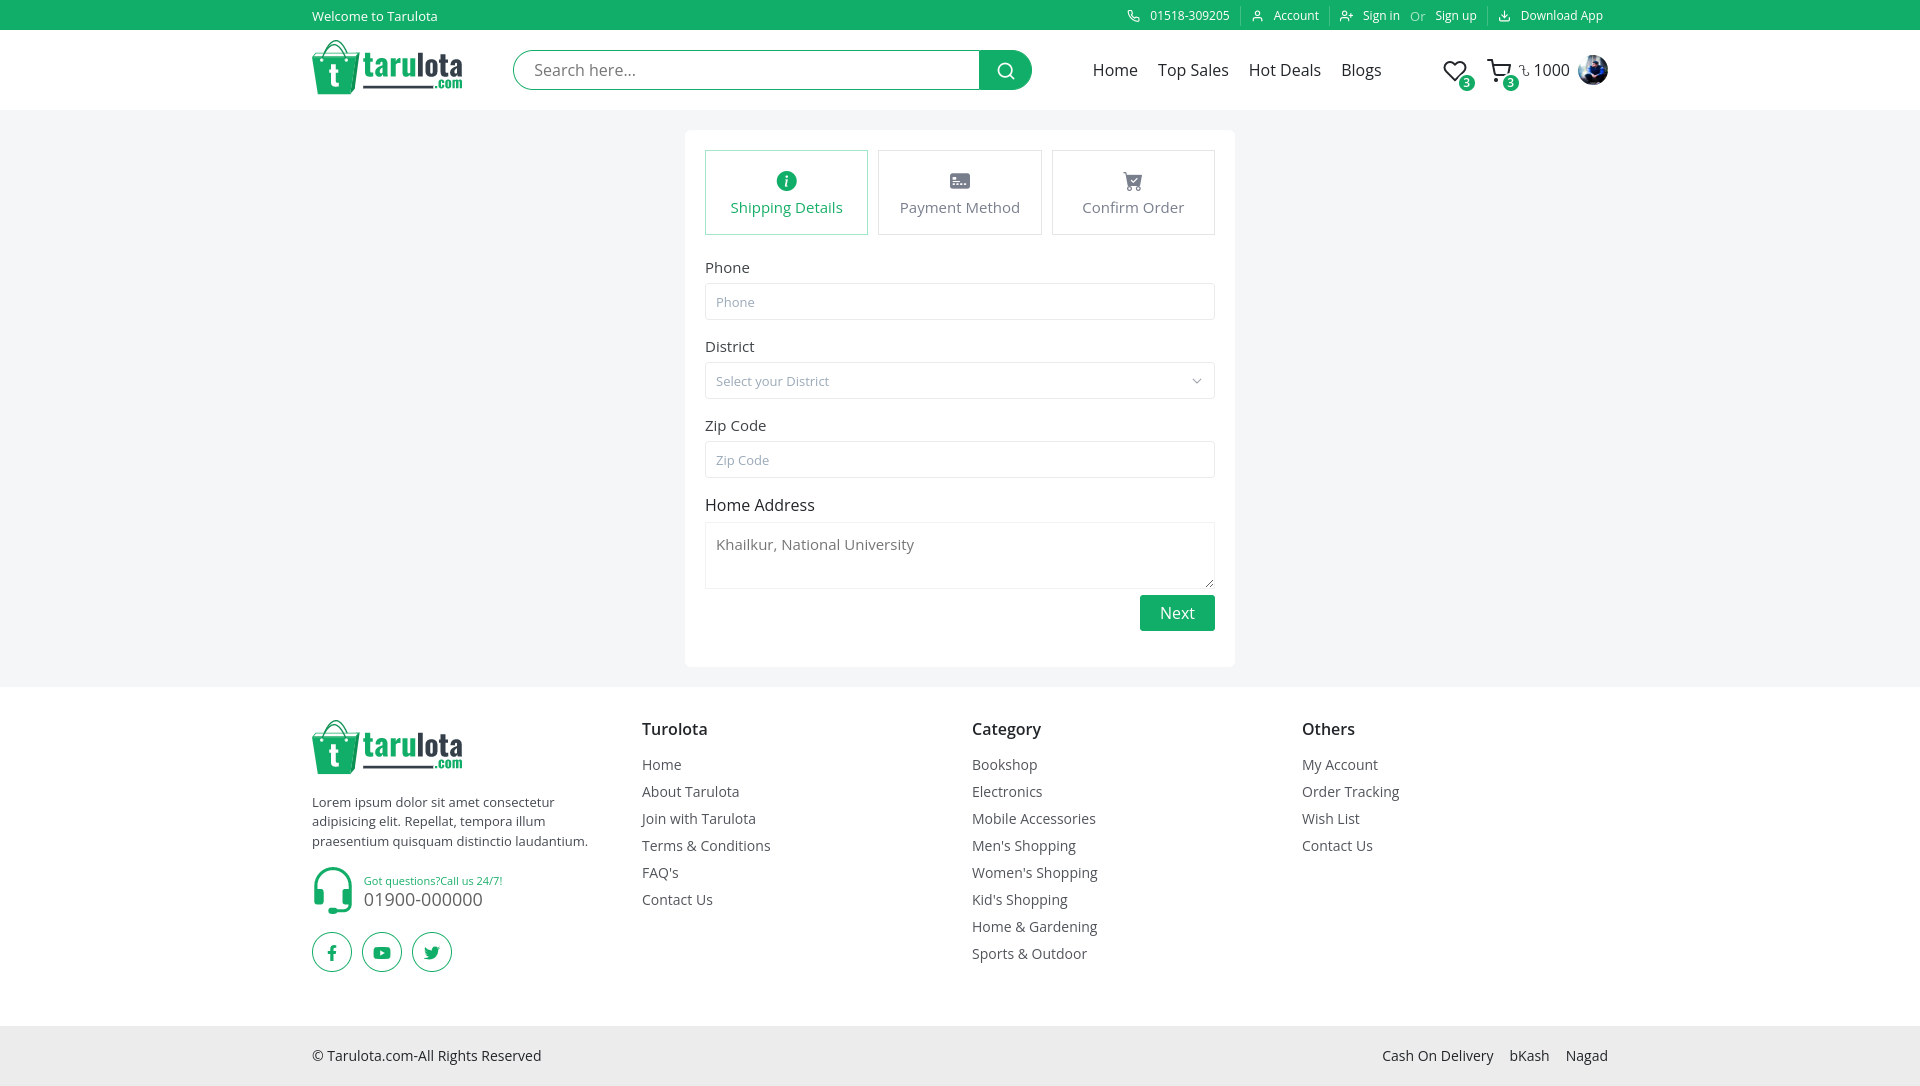 Welcome to Tarulota
01518-309205 Account Sign in Or Sign up Download App
t tarulota
.com
Search here...
Home Top Sales Hot Deals Blogs
3 3 ৳ 1000
Shipping Details Payment Method Confirm Order
Phone
Phone
District
Select your District
Zip Code
Zip Code
Home Address
Khailkur, National University
Next
t tarulota
.com
Lorem ipsum dolor sit amet consectetur
adipisicing elit. Repellat, tempora illum
praesentium quisquam distinctio laudantium.
Got questions?Call us 24/7!
01900-000000
Turolota
Home
About Tarulota
Join with Tarulota
Terms & Conditions
FAQ's
Contact Us
Category
Bookshop
Electronics
Mobile Accessories
Men's Shopping
Women's Shopping
Kid's Shopping
Home & Gardening
Sports & Outdoor
Others
My Account
Order Tracking
Wish List
Contact Us
© Tarulota.com-All Rights Reserved
Cash On Delivery bKash Nagad